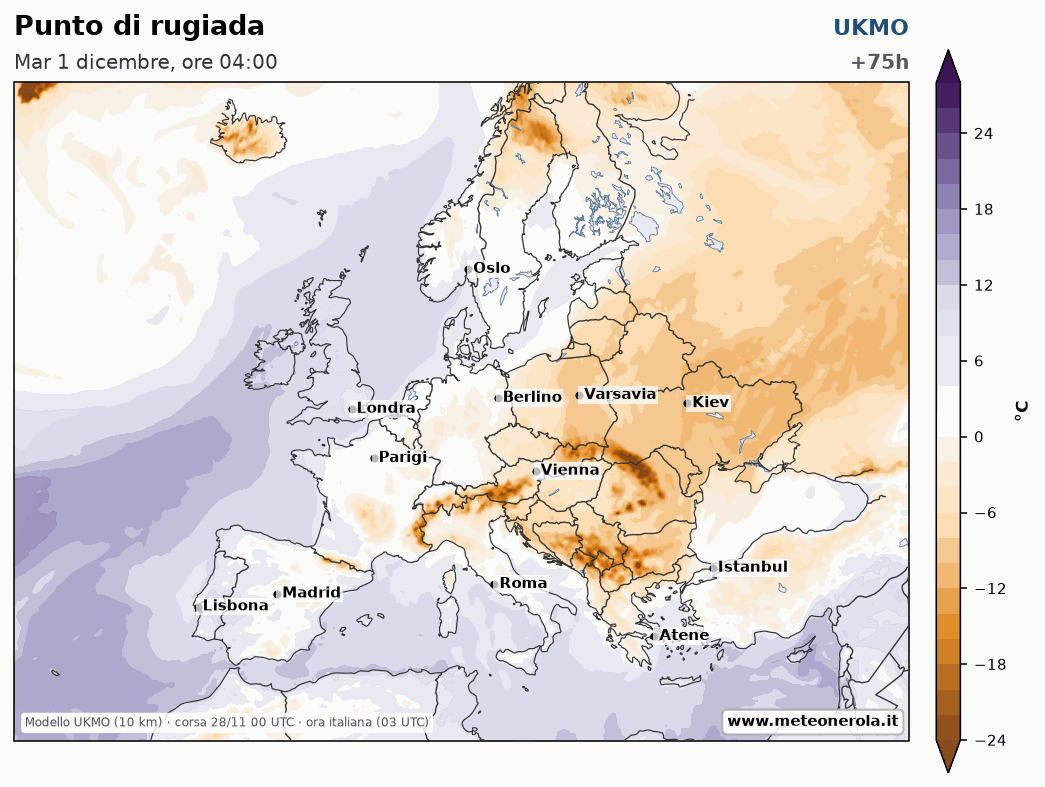 Punto di rugiada
UKMO
Mar 1 dicembre, ore 04:00
+75h
24
18
12
6
0
−6
−12
−18
−24
°C
Oslo
Londra
Berlino
Varsavia
Kiev
Parigi
Vienna
Istanbul
Roma
Madrid
Lisbona
Atene
Modello UKMO (10 km) · corsa 28/11 00 UTC · ora italiana (03 UTC)
www.meteonerola.it